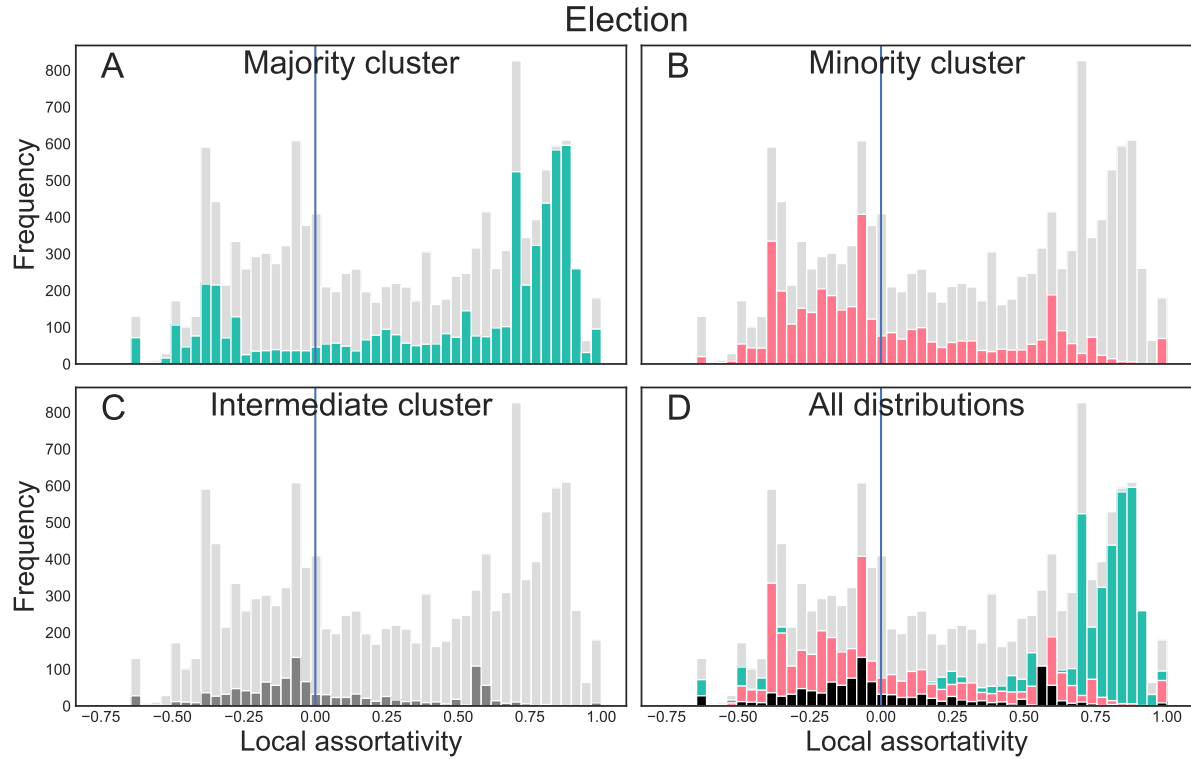 Election
A Majority cluster
B Minority cluster
Frequency
800
700
600
500
400
300
200
100
0
C Intermediate cluster
D All distributions
Frequency
800
700
600
500
400
300
200
100
0
−0.75 −0.50 −0.25 0.00 0.25 0.50 0.75 1.00
−0.75 −0.50 −0.25 0.00 0.25 0.50 0.75 1.00
Local assortativity
Local assortativity